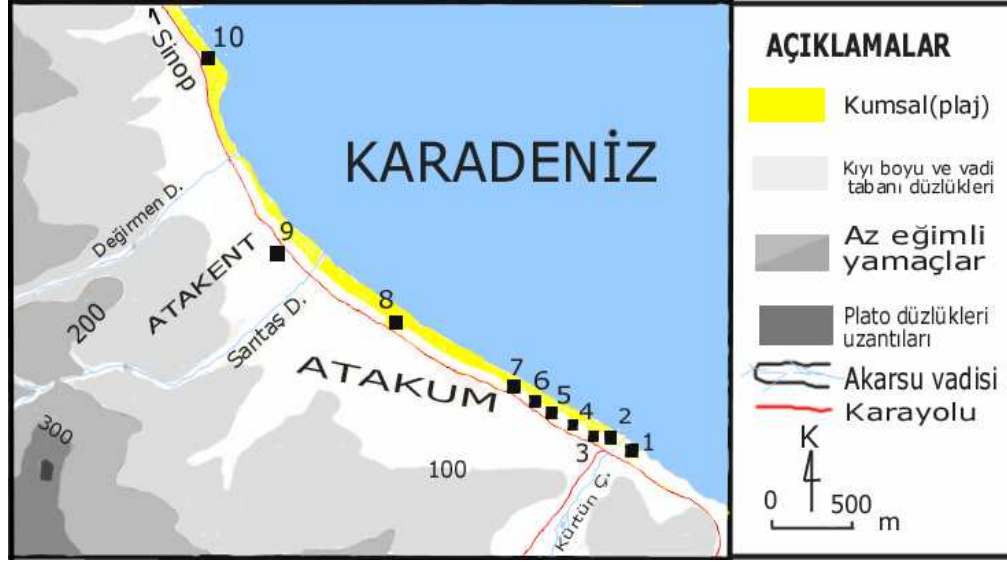 Sinop
10
KARADENİZ
Değirmen D.
9
ATAKENT
Sarıtaş D.
200
8
ATAKUM
7
6
5
4
2
3
1
300
100
Kürtün Ç.
AÇIKLAMALAR
Kumsal(plaj)
Kıyı boyu ve vadi
tabanı düzlükleri
Az eğimli
yamaçlar
Plato düzlükleri
uzantıları
Akarsu vadisi
Karayolu
K
0 500
m